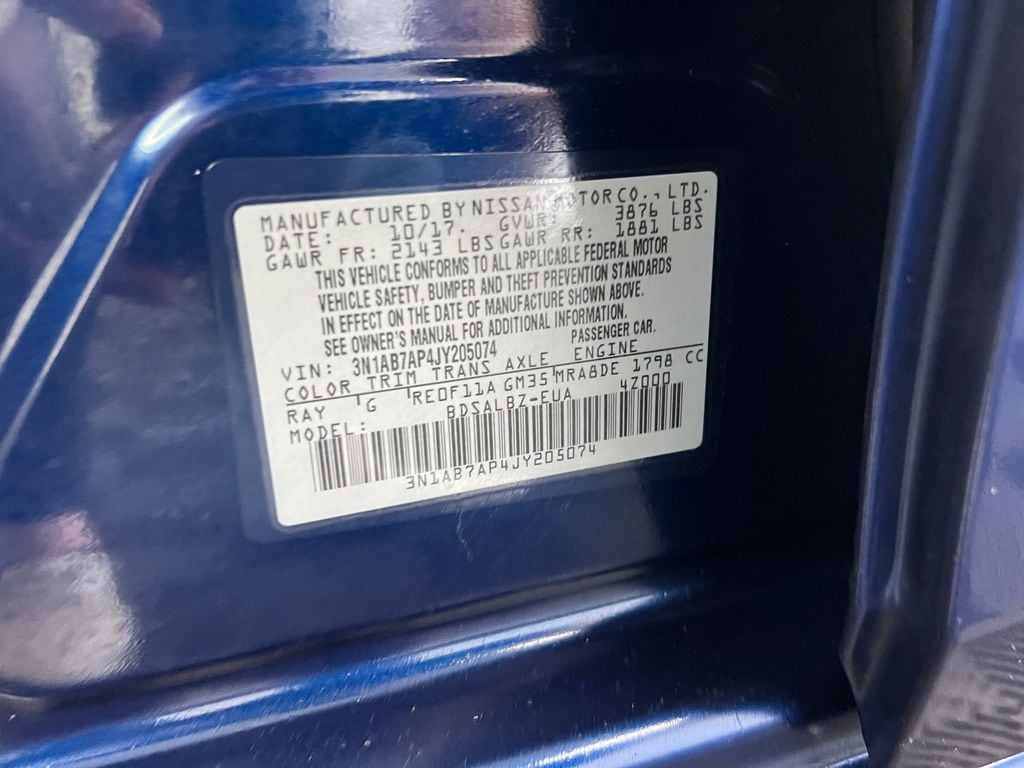 MANUFACTURED BY NISSAN MOTOR CO., LTD.
DATE: 10/17. GVWR: 3876 LBS
GAWR FR: 2143 LBS GAWR RR: 1881 LBS
THIS VEHICLE CONFORMS TO ALL APPLICABLE FEDERAL MOTOR
VEHICLE SAFETY, BUMPER AND THEFT PREVENTION STANDARDS
IN EFFECT ON THE DATE OF MANUFACTURE SHOWN ABOVE.
SEE OWNER'S MANUAL FOR ADDITIONAL INFORMATION.
VIN: 3N1AB7AP4JY205074 PASSENGER CAR.
COLOR TRIM TRANS AXLE ENGINE
RAY G RE0F11A GM35 MRA8DE 1798 CC
MODEL: BDSALBZ-EUA 4Z000
3N1AB7AP4JY205074